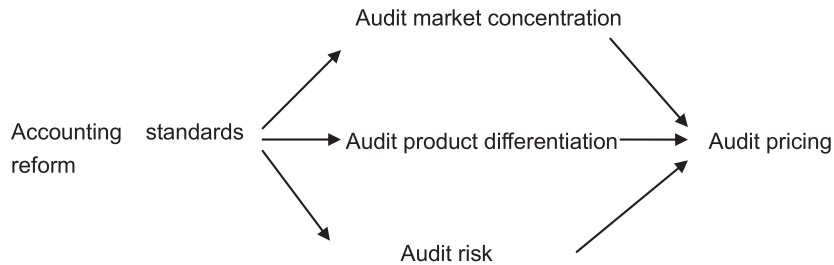 Audit market concentration
Accounting standards
reform
Audit product differentiation
Audit pricing
Audit risk